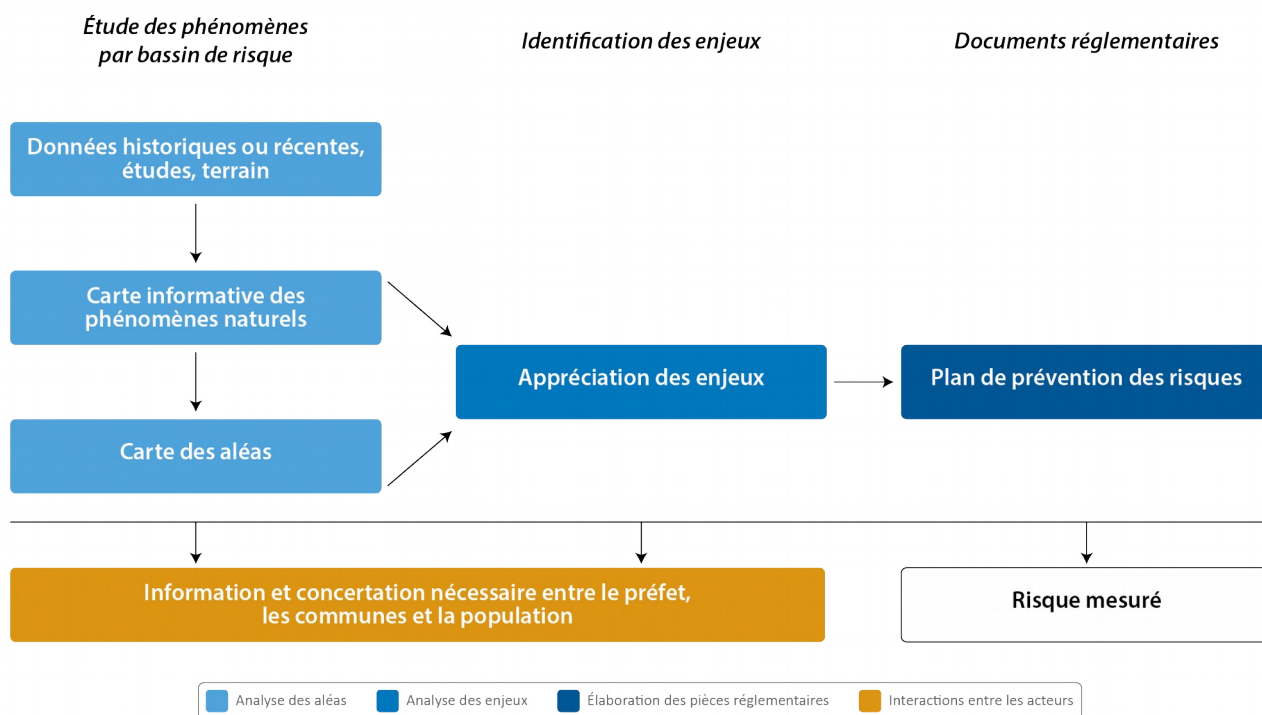 Étude des phénomènes
par bassin de risque
Identification des enjeux
Documents réglementaires
Données historiques ou récentes,
études, terrain
Carte informative des
phénomènes naturels
Appréciation des enjeux
Plan de prévention des risques
Carte des aléas
Information et concertation nécessaire entre le préfet,
les communes et la population
Risque mesuré
Analyse des aléas
Analyse des enjeux
Élaboration des pièces réglementaires
Interactions entre les acteurs